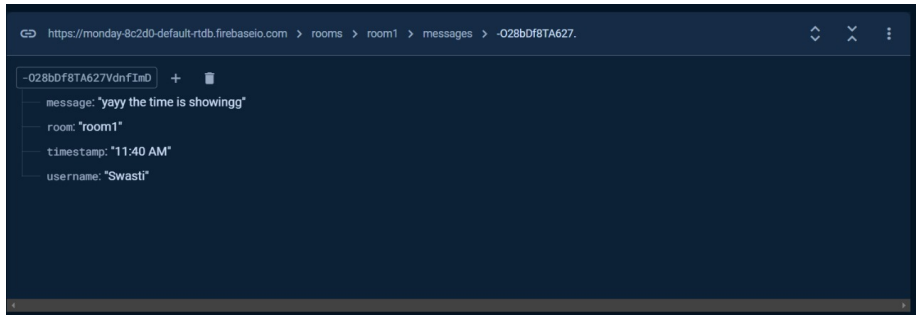 https://monday-8c2d0-default-rtdb.firebaseio.com > rooms > room1 > messages > -O28bDf8TA627.
-O28bDf8TA627VdnfImD
message: "yayy the time is showingg"
room: "room1"
timestamp: "11:40 AM"
username: "Swasti"